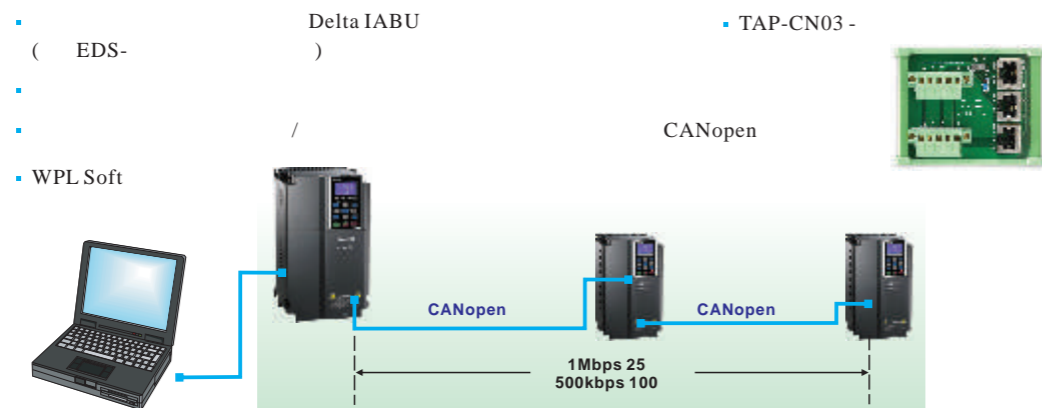 Delta IABU
( EDS- )
/ CANopen
WPL Soft
TAP-CN03 -
CANopen
CANopen
1Mbps 25
500kbps 100